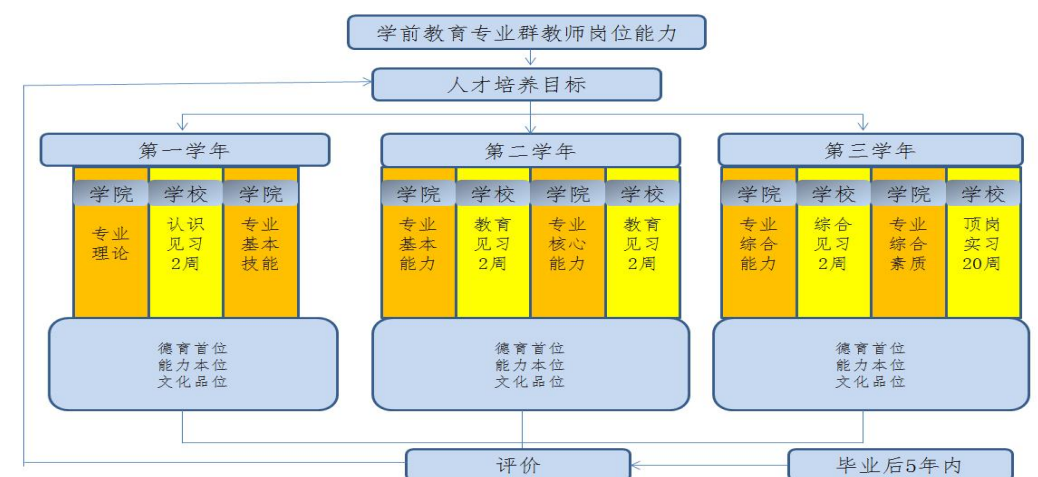 学前教育专业群教师岗位能力
人才培养目标
第一学年
第二学年
第三学年
学院
学校
学院
学院
学校
学院
学校
学院
学校
学院
学校
专业
理论
认识
见习
2周
专业
基本
技能
专业
基本
能力
教育
见习
2周
专业
核心
能力
教育
见习
2周
专业
综合
能力
综合
见习
2周
专业
综合
素质
顶岗
实习
20周
德育首位
能力本位
文化品位
德育首位
能力本位
文化品位
德育首位
能力本位
文化品位
评价
毕业后5年内